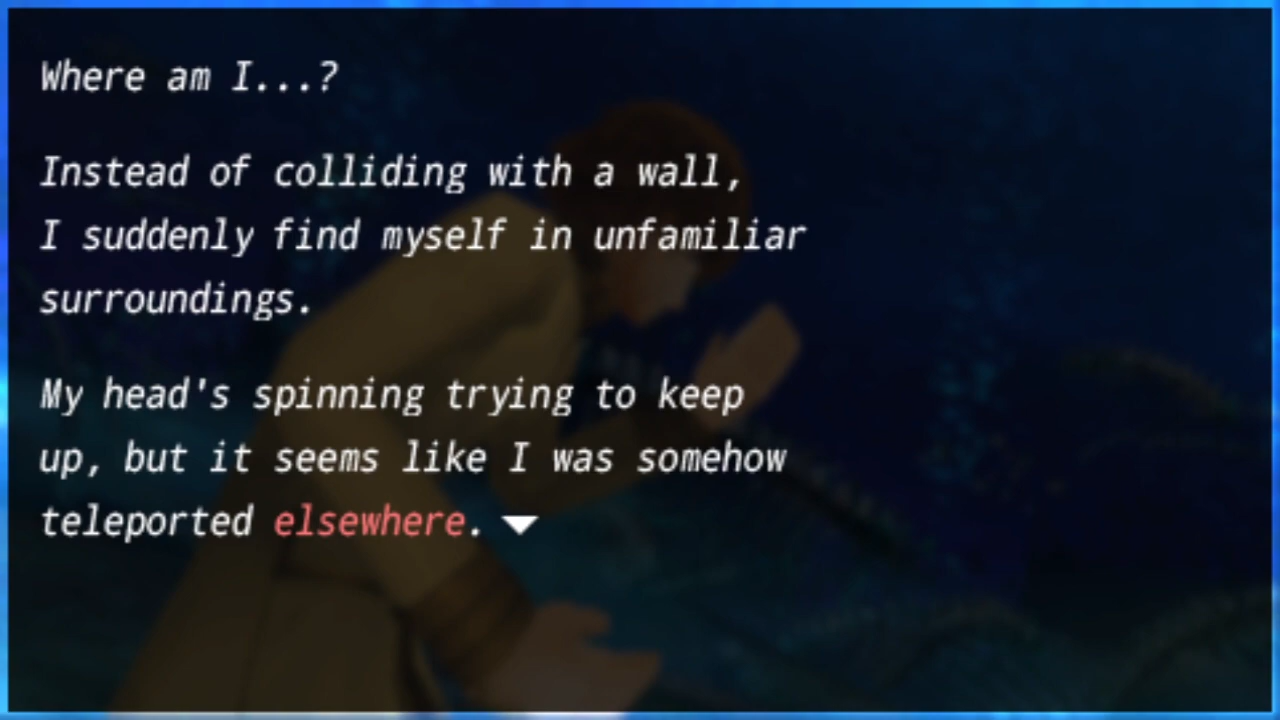 Where am I...?
Instead of colliding with a wall,
I suddenly find myself in unfamiliar
surroundings.
My head's spinning trying to keep
up, but it seems like I was somehow
teleported elsewhere.